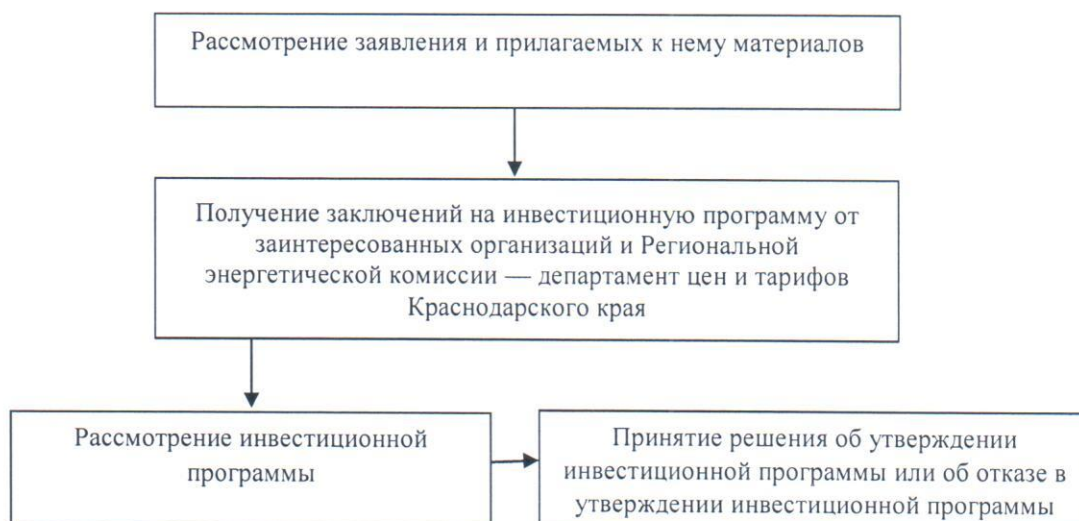 Рассмотрение заявления и прилагаемых к нему материалов
Получение заключений на инвестиционную программу от
заинтересованных организаций и Региональной
энергетической комиссии — департамент цен и тарифов
Краснодарского края
Рассмотрение инвестиционной
программы
Принятие решения об утверждении
инвестиционной программы или об отказе в
утверждении инвестиционной программы